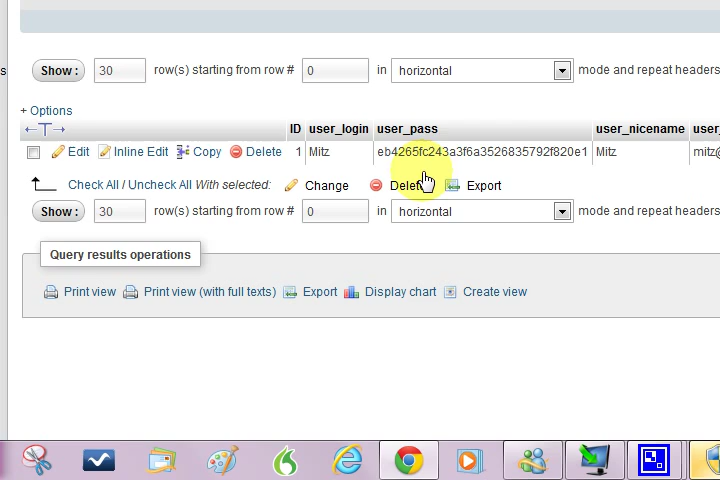 s Show : 30 row(s) starting from row # 0 in horizontal mode and repeat headers
+ Options
←T→ ID user_login user_pass user_nicename user_
Edit Inline Edit Copy Delete 1 Mitz eb4265fc243a3f6a3526835792f820e1 Mitz mitz@
Check All / Uncheck All With selected: Change Delete Export
Show : 30 row(s) starting from row # 0 in horizontal mode and repeat headers
Query results operations
Print view Print view (with full texts) Export Display chart Create view